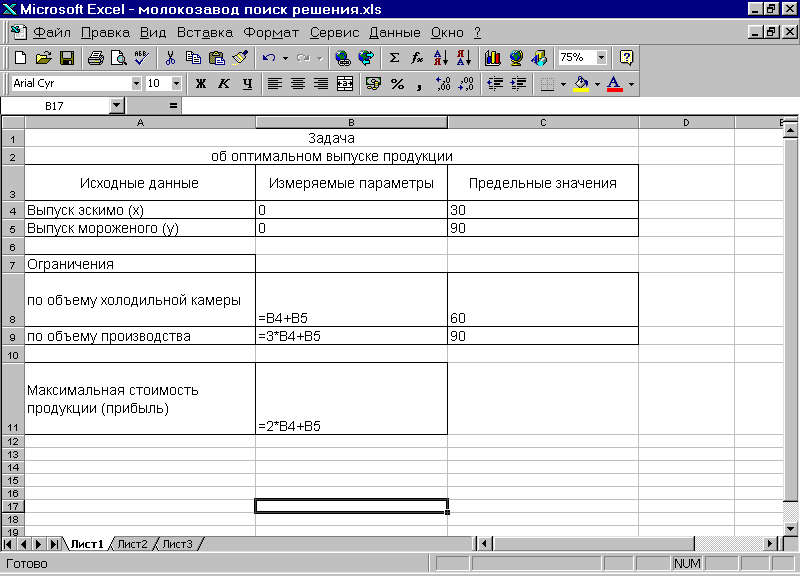 Microsoft Excel - молокозавод поиск решения.xls
Файл Правка Вид Вставка Формат Сервис Данные Окно ?
75%
Arial Cyr 10 Ж К Ч % ,
B17 =
A B C D E
1 Задача
2 об оптимальном выпуске продукции
3 Исходные данные Измеряемые параметры Предельные значения
4 Выпуск эскимо (x) 0 30
5 Выпуск мороженого (y) 0 90
6
7 Ограничения
8 по объему холодильной камеры =B4+B5 60
9 по объему производства =3*B4+B5 90
10
Максимальная стоимость
продукции (прибыль)
11 =2*B4+B5
12
13
14
15
16
17
18
19
Лист1 Лист2 Лист3
Готово NUM